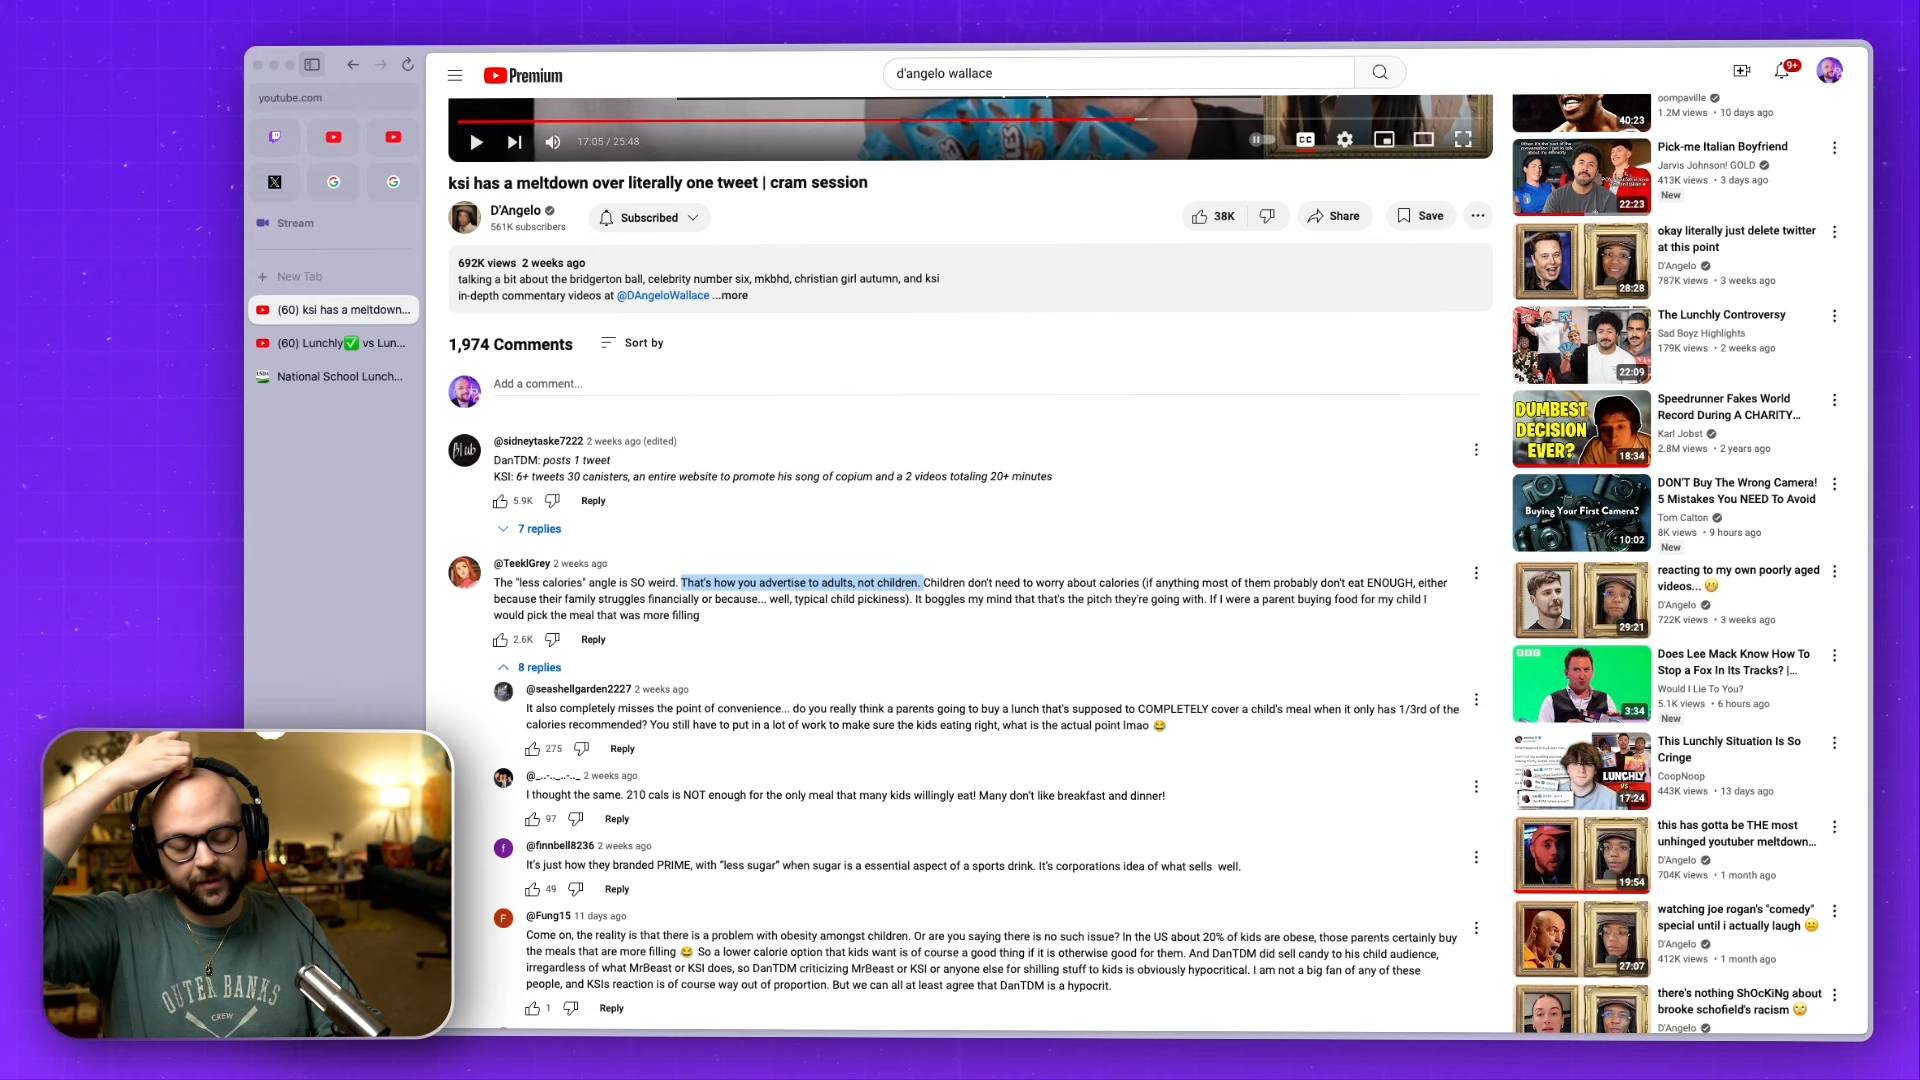 youtube.com
Stream
New Tab
(60) ksi has a meltdown...
(60) Lunchly✅ vs Lun...
National School Lunch...
Premium
d'angelo wallace
9+
17:05 / 25:48
CC
ksi has a meltdown over literally one tweet | cram session
D'Angelo
561K subscribers
Subscribed
38K
Share
Save
692K views 2 weeks ago
talking a bit about the bridgerton ball, celebrity number six, mkbhd, christian girl autumn, and ksi
in-depth commentary videos at @DAngeloWallace ...more
1,974 Comments
Sort by
Add a comment...
@sidneytaske7222 2 weeks ago (edited)
DanTDM: posts 1 tweet
KSI: 6+ tweets 30 canisters, an entire website to promote his song of copium and a 2 videos totaling 20+ minutes
5.9K
Reply
7 replies
@TeeklGrey 2 weeks ago
The "less calories" angle is SO weird. That's how you advertise to adults, not children. Children don't need to worry about calories (if anything most of them probably don't eat ENOUGH, either
because their family struggles financially or because... well, typical child pickiness). It boggles my mind that that's the pitch they're going with. If I were a parent buying food for my child I
would pick the meal that was more filling
2.6K
Reply
8 replies
@seashellgarden2227 2 weeks ago
It also completely misses the point of convenience... do you really think a parents going to buy a lunch that's supposed to COMPLETELY cover a child's meal when it only has 1/3rd of the
calories recommended? You still have to put in a lot of work to make sure the kids eating right, what is the actual point lmao 😂
275
Reply
@_..-.._..-.._ 2 weeks ago
I thought the same. 210 cals is NOT enough for the only meal that many kids willingly eat! Many don't like breakfast and dinner!
97
Reply
f
@finnbell8236 2 weeks ago
It's just how they branded PRIME, with "less sugar" when sugar is a essential aspect of a sports drink. It's corporations idea of what sells well.
49
Reply
F
@Fung15 11 days ago
Come on, the reality is that there is a problem with obesity amongst children. Or are you saying there is no such issue? In the US about 20% of kids are obese, those parents certainly buy
the meals that are more filling 😂 So a lower calorie option that kids want is of course a good thing if it is otherwise good for them. And DanTDM did sell candy to his child audience,
irregardless of what MrBeast or KSI does, so DanTDM criticizing MrBeast or KSI or anyone else for shilling stuff to kids is obviously hypocritical. I am not a big fan of any of these
people, and KSIs reaction is of course way out of proportion. But we can all at least agree that DanTDM is a hypocrit.
1
Reply
40:23
oompaville
1.2M views • 10 days ago
22:23
Pick-me Italian Boyfriend
Jarvis Johnson! GOLD
413K views • 3 days ago
New
28:28
okay literally just delete twitter
at this point
D'Angelo
787K views • 3 weeks ago
22:09
The Lunchly Controversy
Sad Boyz Highlights
179K views • 2 weeks ago
DUMBEST
DECISION
EVER?
18:34
Speedrunner Fakes World
Record During A CHARITY...
Karl Jobst
2.8M views • 2 years ago
Buying Your First Camera?
10:02
DON'T Buy The Wrong Camera!
5 Mistakes You NEED To Avoid
Tom Calton
8K views • 9 hours ago
New
29:21
reacting to my own poorly aged
videos... 🤭
D'Angelo
722K views • 3 weeks ago
BBC
3:34
Does Lee Mack Know How To
Stop a Fox In Its Tracks? |...
Would I Lie To You?
5.1K views • 6 hours ago
New
LUNCHLY
VS
17:24
This Lunchly Situation Is So
Cringe
CoopNoop
443K views • 13 days ago
19:54
this has gotta be THE most
unhinged youtuber meltdown...
D'Angelo
704K views • 1 month ago
27:07
watching joe rogan's "comedy"
special until i actually laugh 😐
D'Angelo
412K views • 1 month ago
there's nothing ShOcKiNg about
brooke schofield's racism 🙄
D'Angelo
OUTER BANKS
CREW